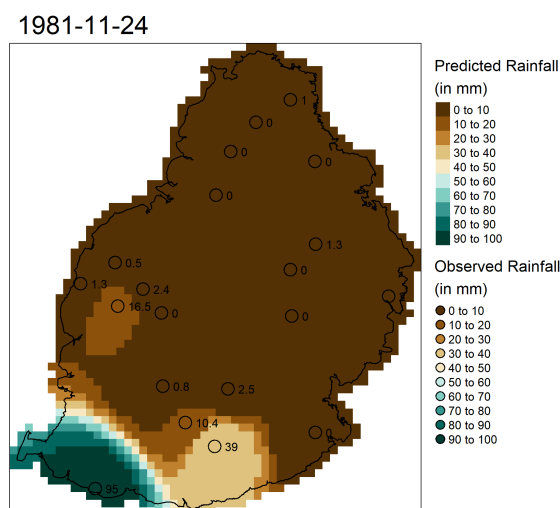 1981-11-24
1
0
0
0
0
1.3
0.5
0
1.3
2.4
16.5
0
0
0.8
2.5
10.4
0
39
95
Predicted Rainfall
(in mm)
0 to 10
10 to 20
20 to 30
30 to 40
40 to 50
50 to 60
60 to 70
70 to 80
80 to 90
90 to 100
Observed Rainfall
(in mm)
0 to 10
10 to 20
20 to 30
30 to 40
40 to 50
50 to 60
60 to 70
70 to 80
80 to 90
90 to 100